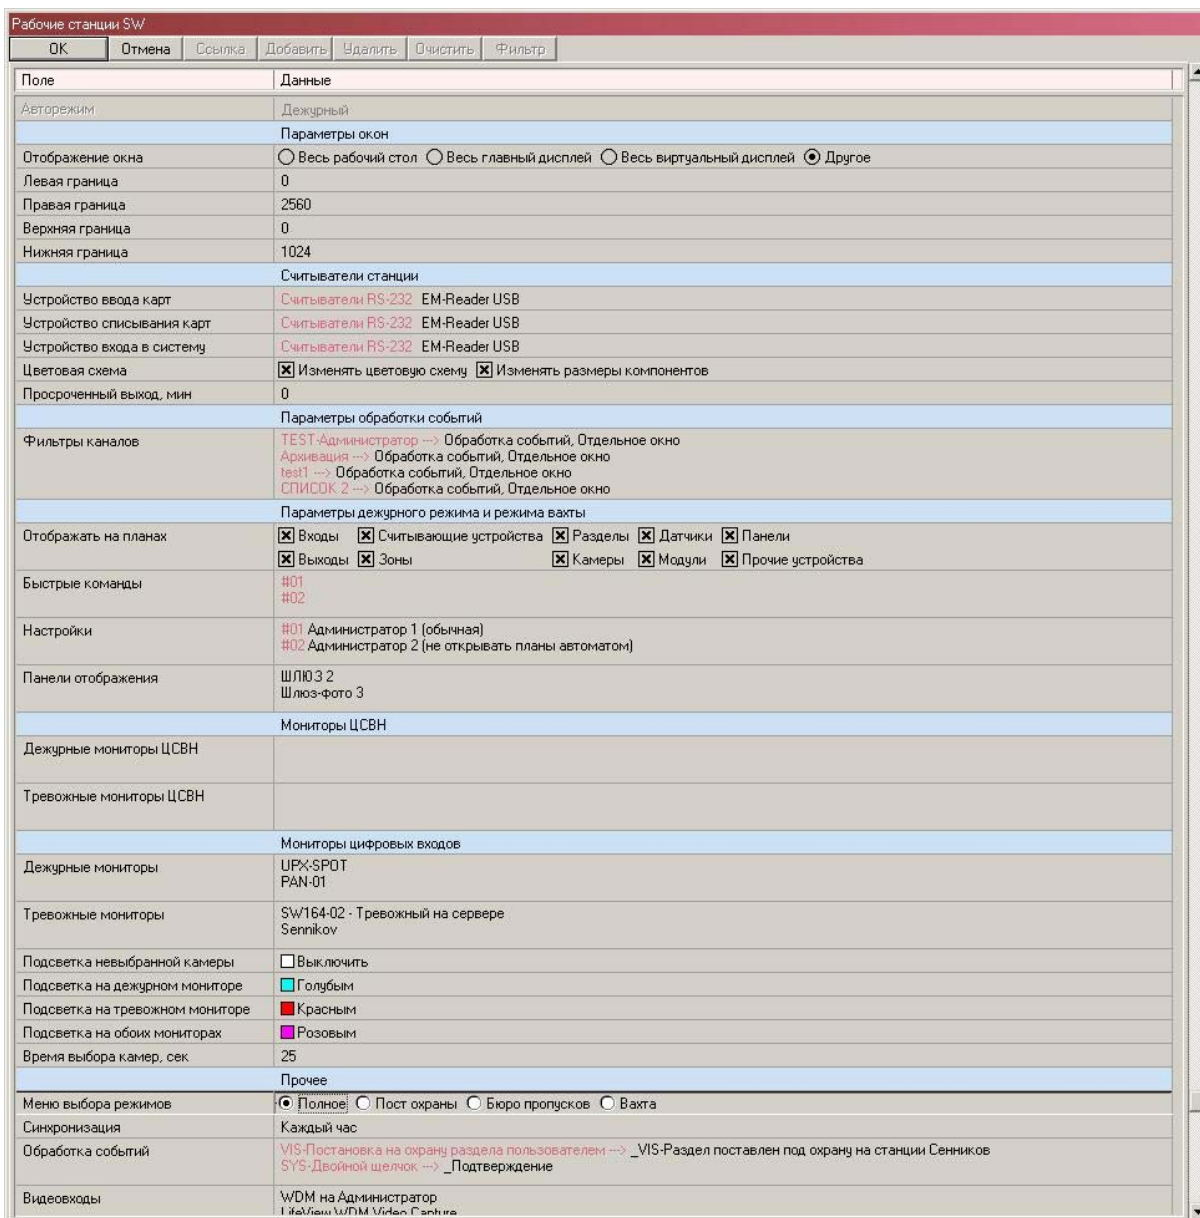 Рабочие станции SW
ОК Отмена Ссылка Добавить Удалить Очистить Фильтр
Поле Данные
Авторежим Дежурный
Параметры окон
Отображение окна Весь рабочий стол Весь главный дисплей Весь виртуальный дисплей Другое
Левая граница 0
Правая граница 2560
Верхняя граница 0
Нижняя граница 1024
Считыватели станции
Устройство ввода карт Считыватели RS-232 EM-Reader USB
Устройство списывания карт Считыватели RS-232 EM-Reader USB
Устройство входа в систему Считыватели RS-232 EM-Reader USB
Цветовая схема Изменять цветовую схему Изменять размеры компонентов
Просроченный выход, мин 0
Параметры обработки событий
Фильтры каналов TEST-Администратор ---> Обработка событий, Отдельное окно
Архивация ---> Обработка событий, Отдельное окно
test1 ---> Обработка событий, Отдельное окно
СПИСОК 2 ---> Обработка событий, Отдельное окно
Параметры дежурного режима и режима вахты
Отображать на планах Входы Считывающие устройства Разделы Датчики Панели
Выходы Зоны Камеры Модули Прочие устройства
Быстрые команды #01
#02
Настройки #01 Администратор 1 (обычная)
#02 Администратор 2 (не открывать планы автоматом)
Панели отображения ШЛЮЗ 2
Шлюз-фото 3
Мониторы ЦСВН
Дежурные мониторы ЦСВН
Тревожные мониторы ЦСВН
Мониторы цифровых входов
Дежурные мониторы UPX-SPOT
PAN-01
Тревожные мониторы SW164-02 - Тревожный на сервере
Sennikov
Подсветка невыбранной камеры Выключить
Подсветка на дежурном мониторе Голубым
Подсветка на тревожном мониторе Красным
Подсветка на обоих мониторах Розовым
Время выбора камер, сек 25
Прочее
Меню выбора режимов Полное Пост охраны Бюро пропусков Вахта
Синхронизация Каждый час
Обработка событий VIS-Постановка на охрану раздела пользователем ---> _VIS-Раздел поставлен под охрану на станции Сенников
SYS-Двойной щелчок ---> _Подтверждение
Видеовходы WDM на Администратор
LifeView WDM Video Capture